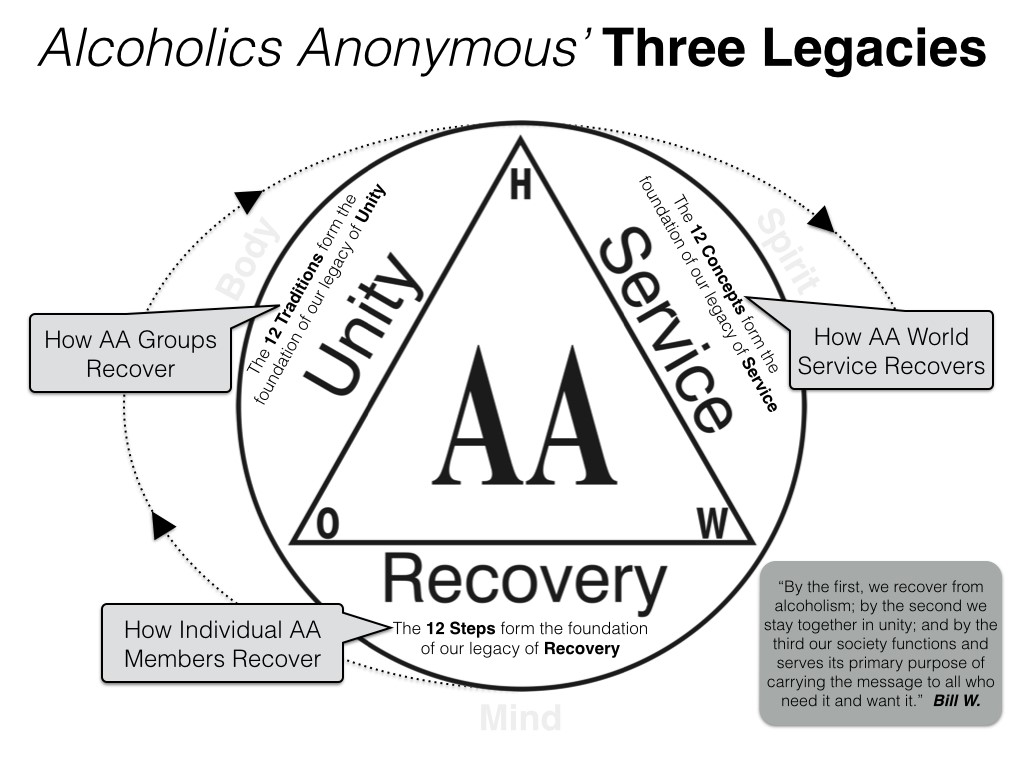 Alcoholics Anonymous’ Three Legacies
H
Body
Spirit
The 12 Traditions form the
foundation of our legacy of Unity
Unity
Service
The 12 Concepts form the
foundation of our legacy of Service
How AA Groups
Recover
How AA World
Service Recovers
AA
O
W
Recovery
The 12 Steps form the foundation
of our legacy of Recovery
How Individual AA
Members Recover
Mind
“By the first, we recover from
alcoholism; by the second we
stay together in unity; and by the
third our society functions and
serves its primary purpose of
carrying the message to all who
need it and want it.” Bill W.